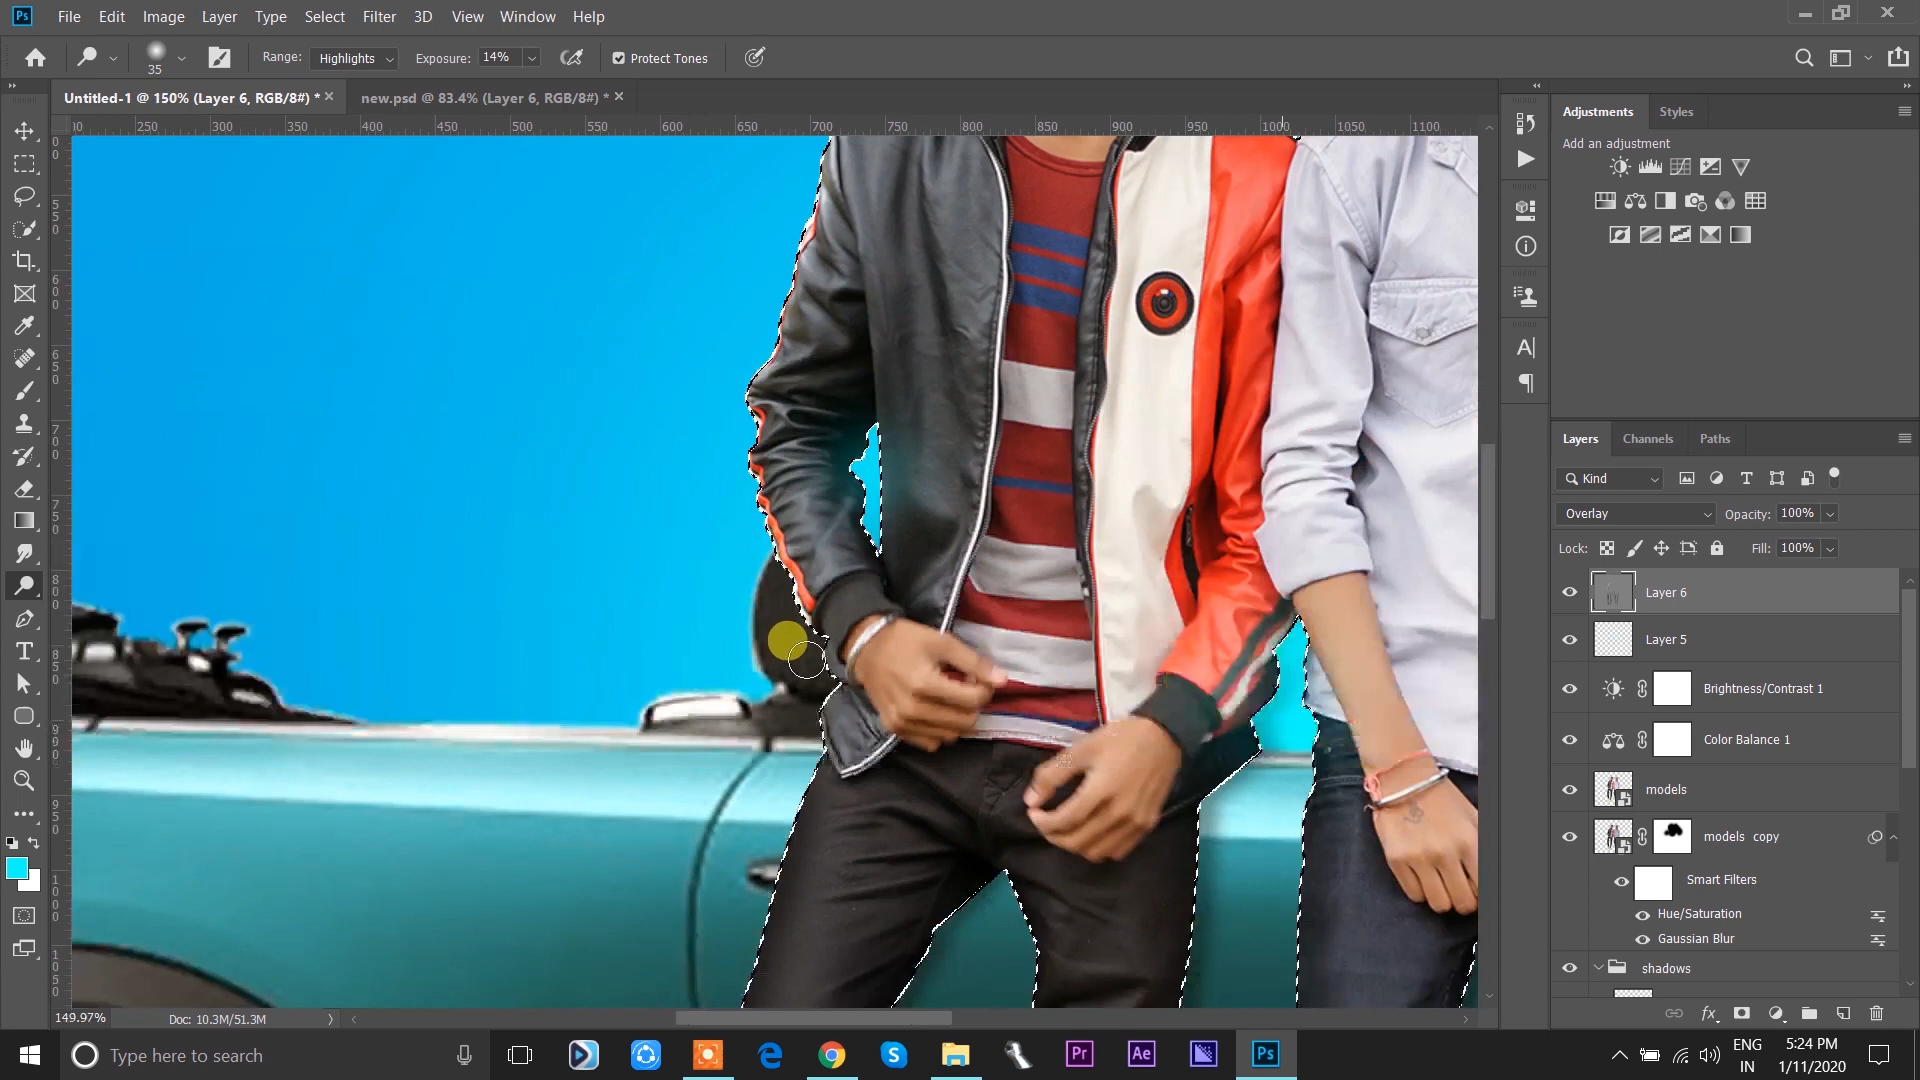 Ps File Edit Image Layer Type Select Filter 3D View Window Help
35 Range: Highlights Exposure: 14% Protect Tones
Untitled-1 @ 150% (Layer 6, RGB/8#) * × new.psd @ 83.4% (Layer 6, RGB/8#) * ×
250 300 350 400 450 500 550 600 650 700 750 800 850 900 950 1000 1050 1100
Adjustments Styles
Add an adjustment
Layers Channels Paths
Kind
Overlay Opacity: 100%
Lock: Fill: 100%
Layer 6
Layer 5
Brightness/Contrast 1
Color Balance 1
models
models copy
Smart Filters
Hue/Saturation
Gaussian Blur
shadows
fx
149.97% Doc: 10.3M/51.3M
Type here to search
Pr Ae Ps
ENG
IN
5:24 PM
1/11/2020